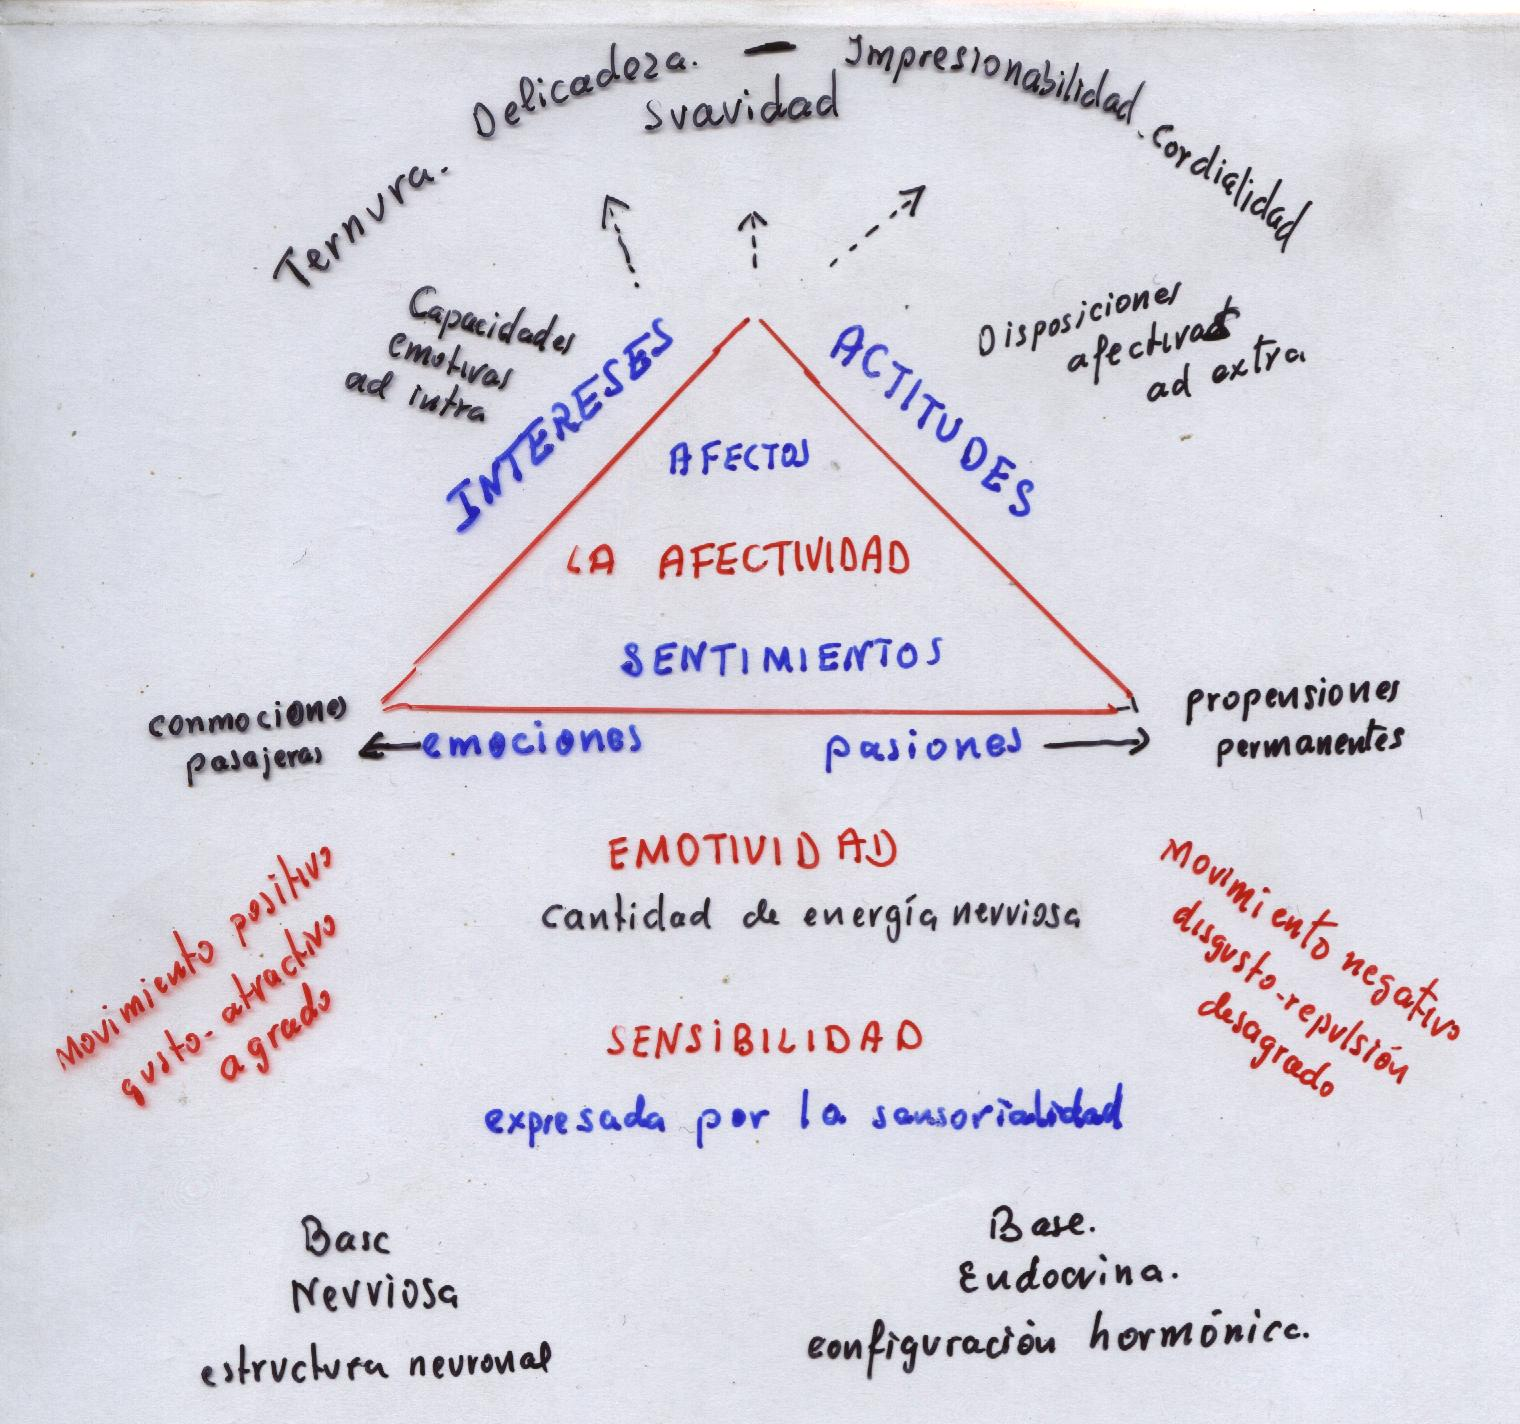 Ternura. Delicadeza. — Impresionabilidad. Cordialidad
Suavidad
Capacidades
emotivas
ad intra
Disposiciones
afectivas
ad extra
INTERESES
ACTITUDES
AFECTOS
LA AFECTIVIDAD
SENTIMIENTOS
conmociones
pasajeras
emociones
pasiones
propensiones
permanentes
EMOTIVIDAD
cantidad de energía nerviosa
Movimiento positivo
gusto-atractivo
agrado
Movimiento negativo
disgusto-repulsión
desagrado
SENSIBILIDAD
expresada por la sensorialidad
Base
Nerviosa
estructura neuronal
Base.
Endocrina.
configuración hormónica.